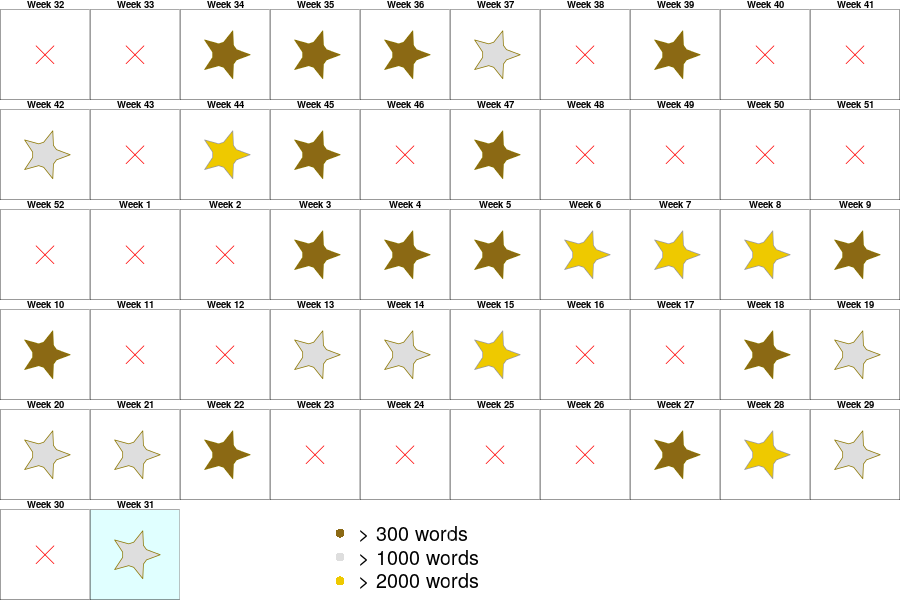 Week 32 Week 33 Week 34 Week 35 Week 36 Week 37 Week 38 Week 39 Week 40 Week 41
Week 42 Week 43 Week 44 Week 45 Week 46 Week 47 Week 48 Week 49 Week 50 Week 51
Week 52 Week 1 Week 2 Week 3 Week 4 Week 5 Week 6 Week 7 Week 8 Week 9
Week 10 Week 11 Week 12 Week 13 Week 14 Week 15 Week 16 Week 17 Week 18 Week 19
Week 20 Week 21 Week 22 Week 23 Week 24 Week 25 Week 26 Week 27 Week 28 Week 29
Week 30 Week 31
> 300 words
> 1000 words
> 2000 words